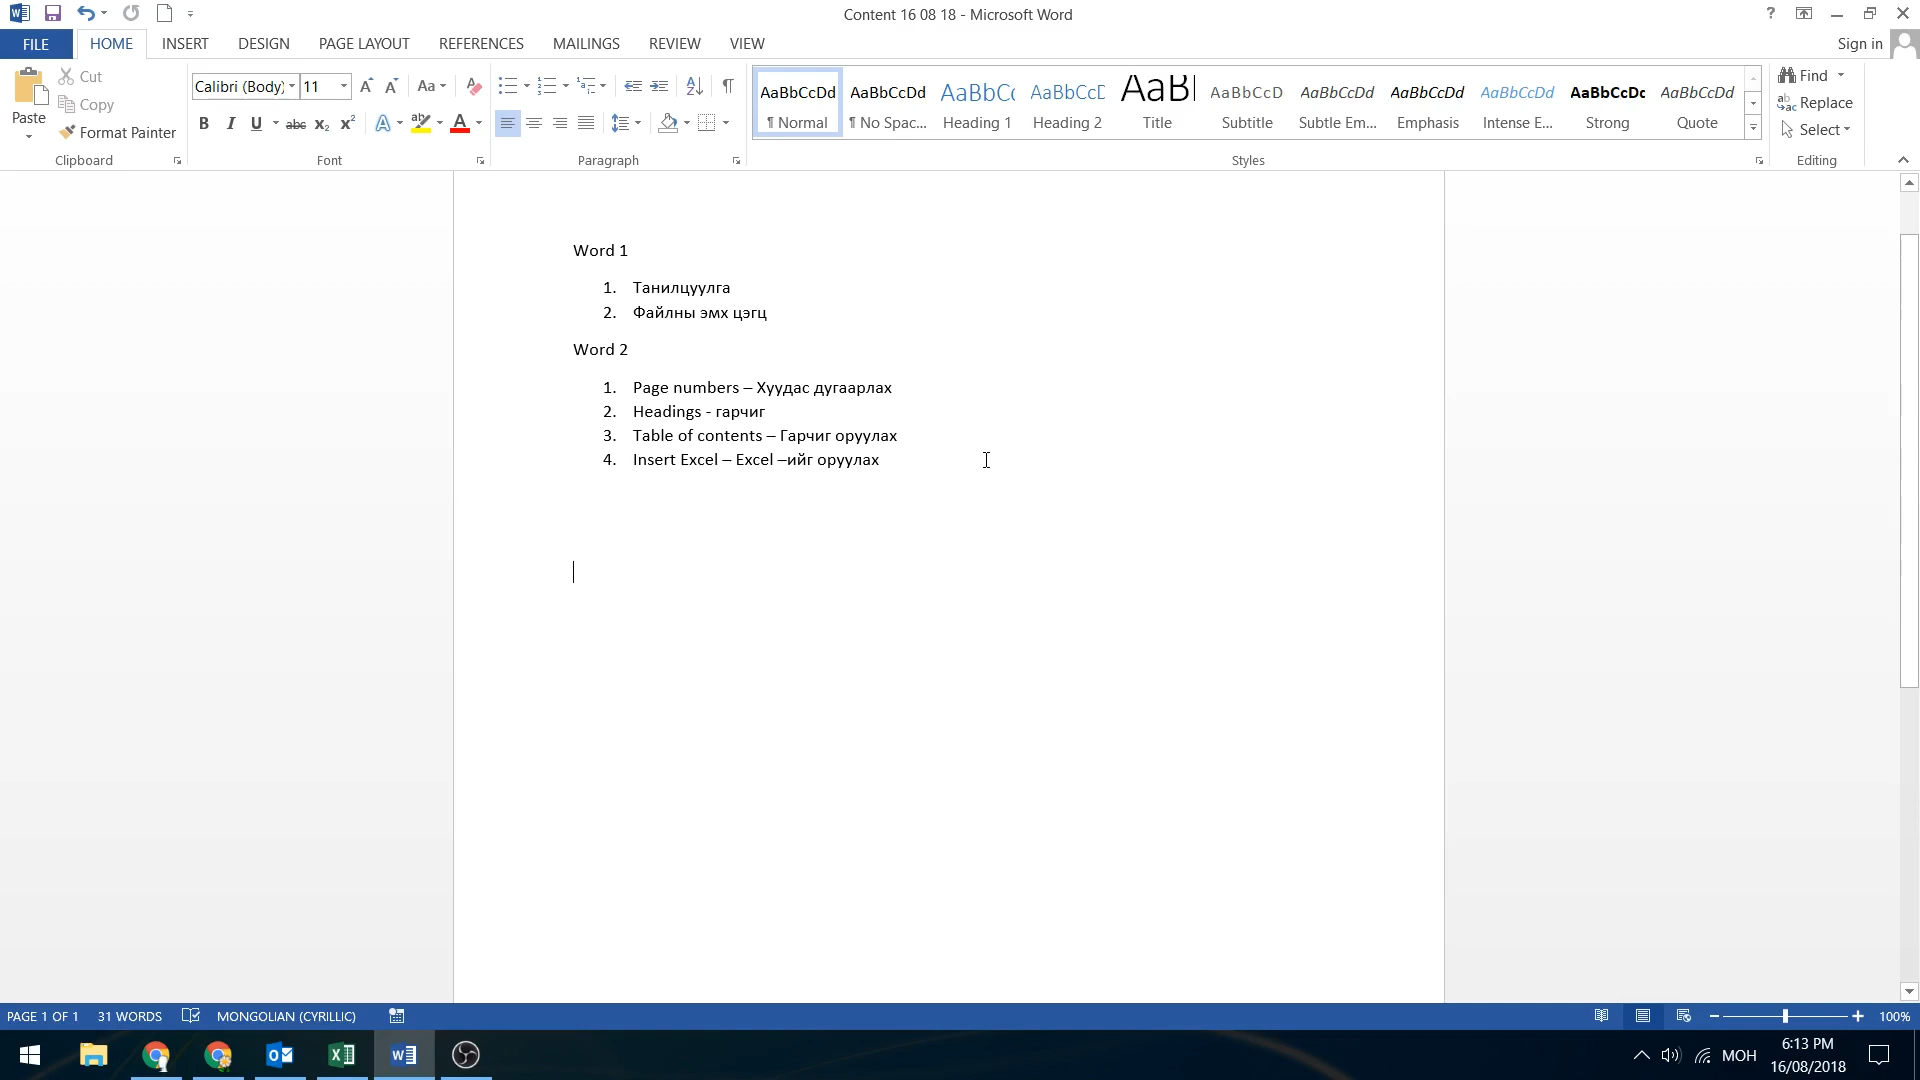 Content 16 08 18 - Microsoft Word
?
FILE HOME INSERT DESIGN PAGE LAYOUT REFERENCES MAILINGS REVIEW VIEW Sign in
Paste
Cut
Copy
Format Painter
Clipboard
Calibri (Body) 11
Font
Paragraph
AaBbCcDd AaBbCcDd AaBbCc AaBbCcD AaBl AaBbCcD AaBbCcDd AaBbCcDd AaBbCcDd AaBbCcDc AaBbCcDd
¶ Normal ¶ No Spac... Heading 1 Heading 2 Title Subtitle Subtle Em... Emphasis Intense E... Strong Quote
Styles
Find
Replace
Select
Editing
Word 1
1. Танилцуулга
2. Файлны эмх цэгц
Word 2
1. Page numbers – Хуудас дугаарлах
2. Headings - гарчиг
3. Table of contents – Гарчиг оруулах
4. Insert Excel – Excel –ийг оруулах
PAGE 1 OF 1 31 WORDS MONGOLIAN (CYRILLIC) 100%
МОН
6:13 PM
16/08/2018